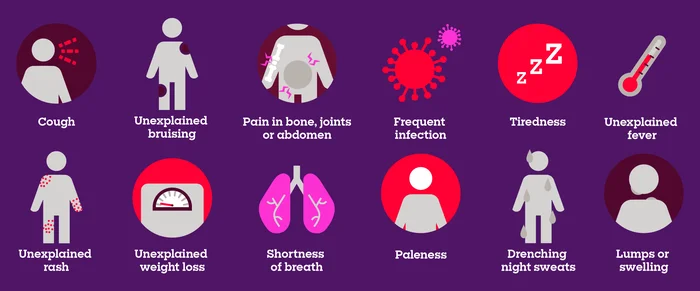 Cough
Unexplained
bruising
Pain in bone, joints
or abdomen
Frequent
infection
z z z
Tiredness
Unexplained
fever
Unexplained
rash
Unexplained
weight loss
Shortness
of breath
Paleness
Drenching
night sweats
Lumps or
swelling